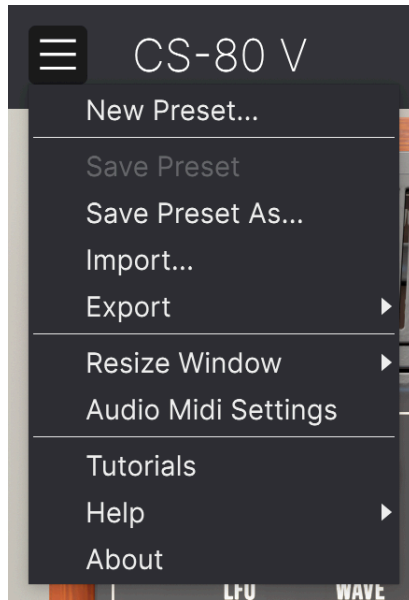 CS-80 V
New Preset...
Save Preset
Save Preset As...
Import...
Export
Resize Window
Audio Midi Settings
Tutorials
Help
About
LFO WAVE